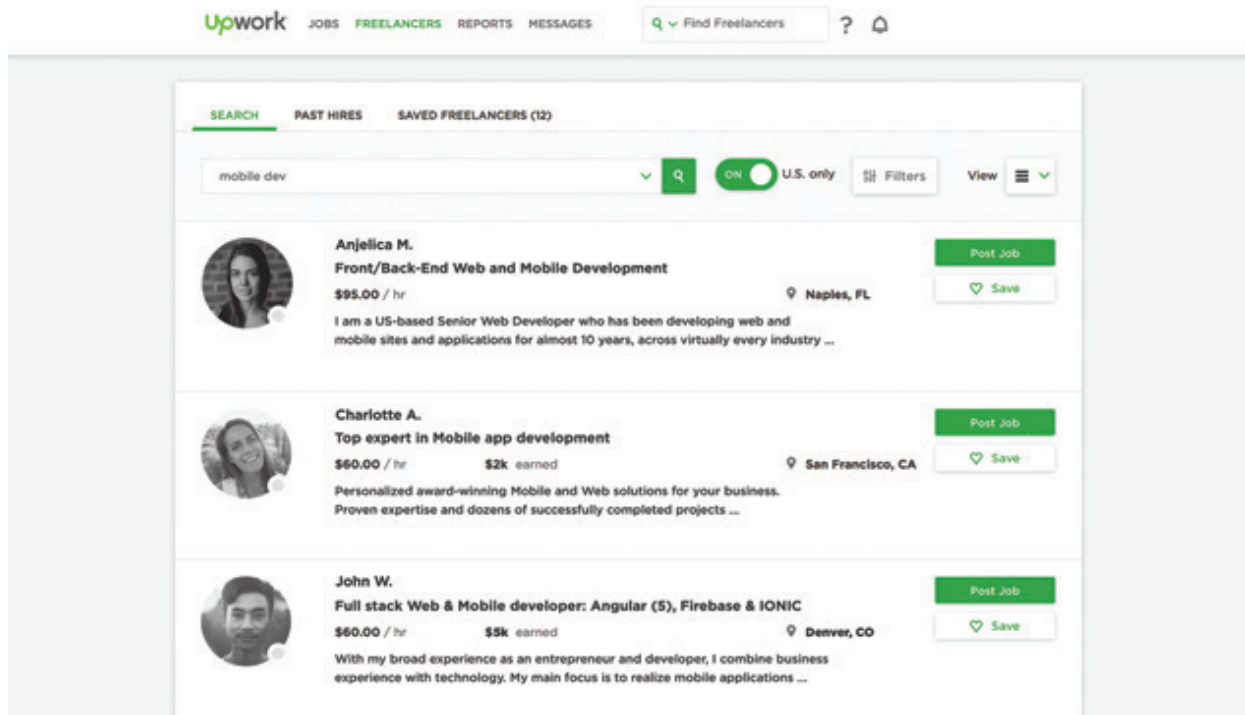 Upwork JOBS FREELANCERS REPORTS MESSAGES Find Freelancers ?
SEARCH PAST HIRES SAVED FREELANCERS (12)
mobile dev ON U.S. only Filters View
Anjelica M.
Post Job
Front/Back-End Web and Mobile Development
$95.00 / hr Naples, FL
Save
I am a US-based Senior Web Developer who has been developing web and
mobile sites and applications for almost 10 years, across virtually every industry ...
Charlotte A.
Post Job
Top expert in Mobile app development
$60.00 / hr $2k earned San Francisco, CA
Save
Personalized award-winning Mobile and Web solutions for your business.
Proven expertise and dozens of successfully completed projects ...
John W.
Post Job
Full stack Web & Mobile developer: Angular (5), Firebase & IONIC
$60.00 / hr $5k earned Denver, CO
Save
With my broad experience as an entrepreneur and developer, I combine business
experience with technology. My main focus is to realize mobile applications ...